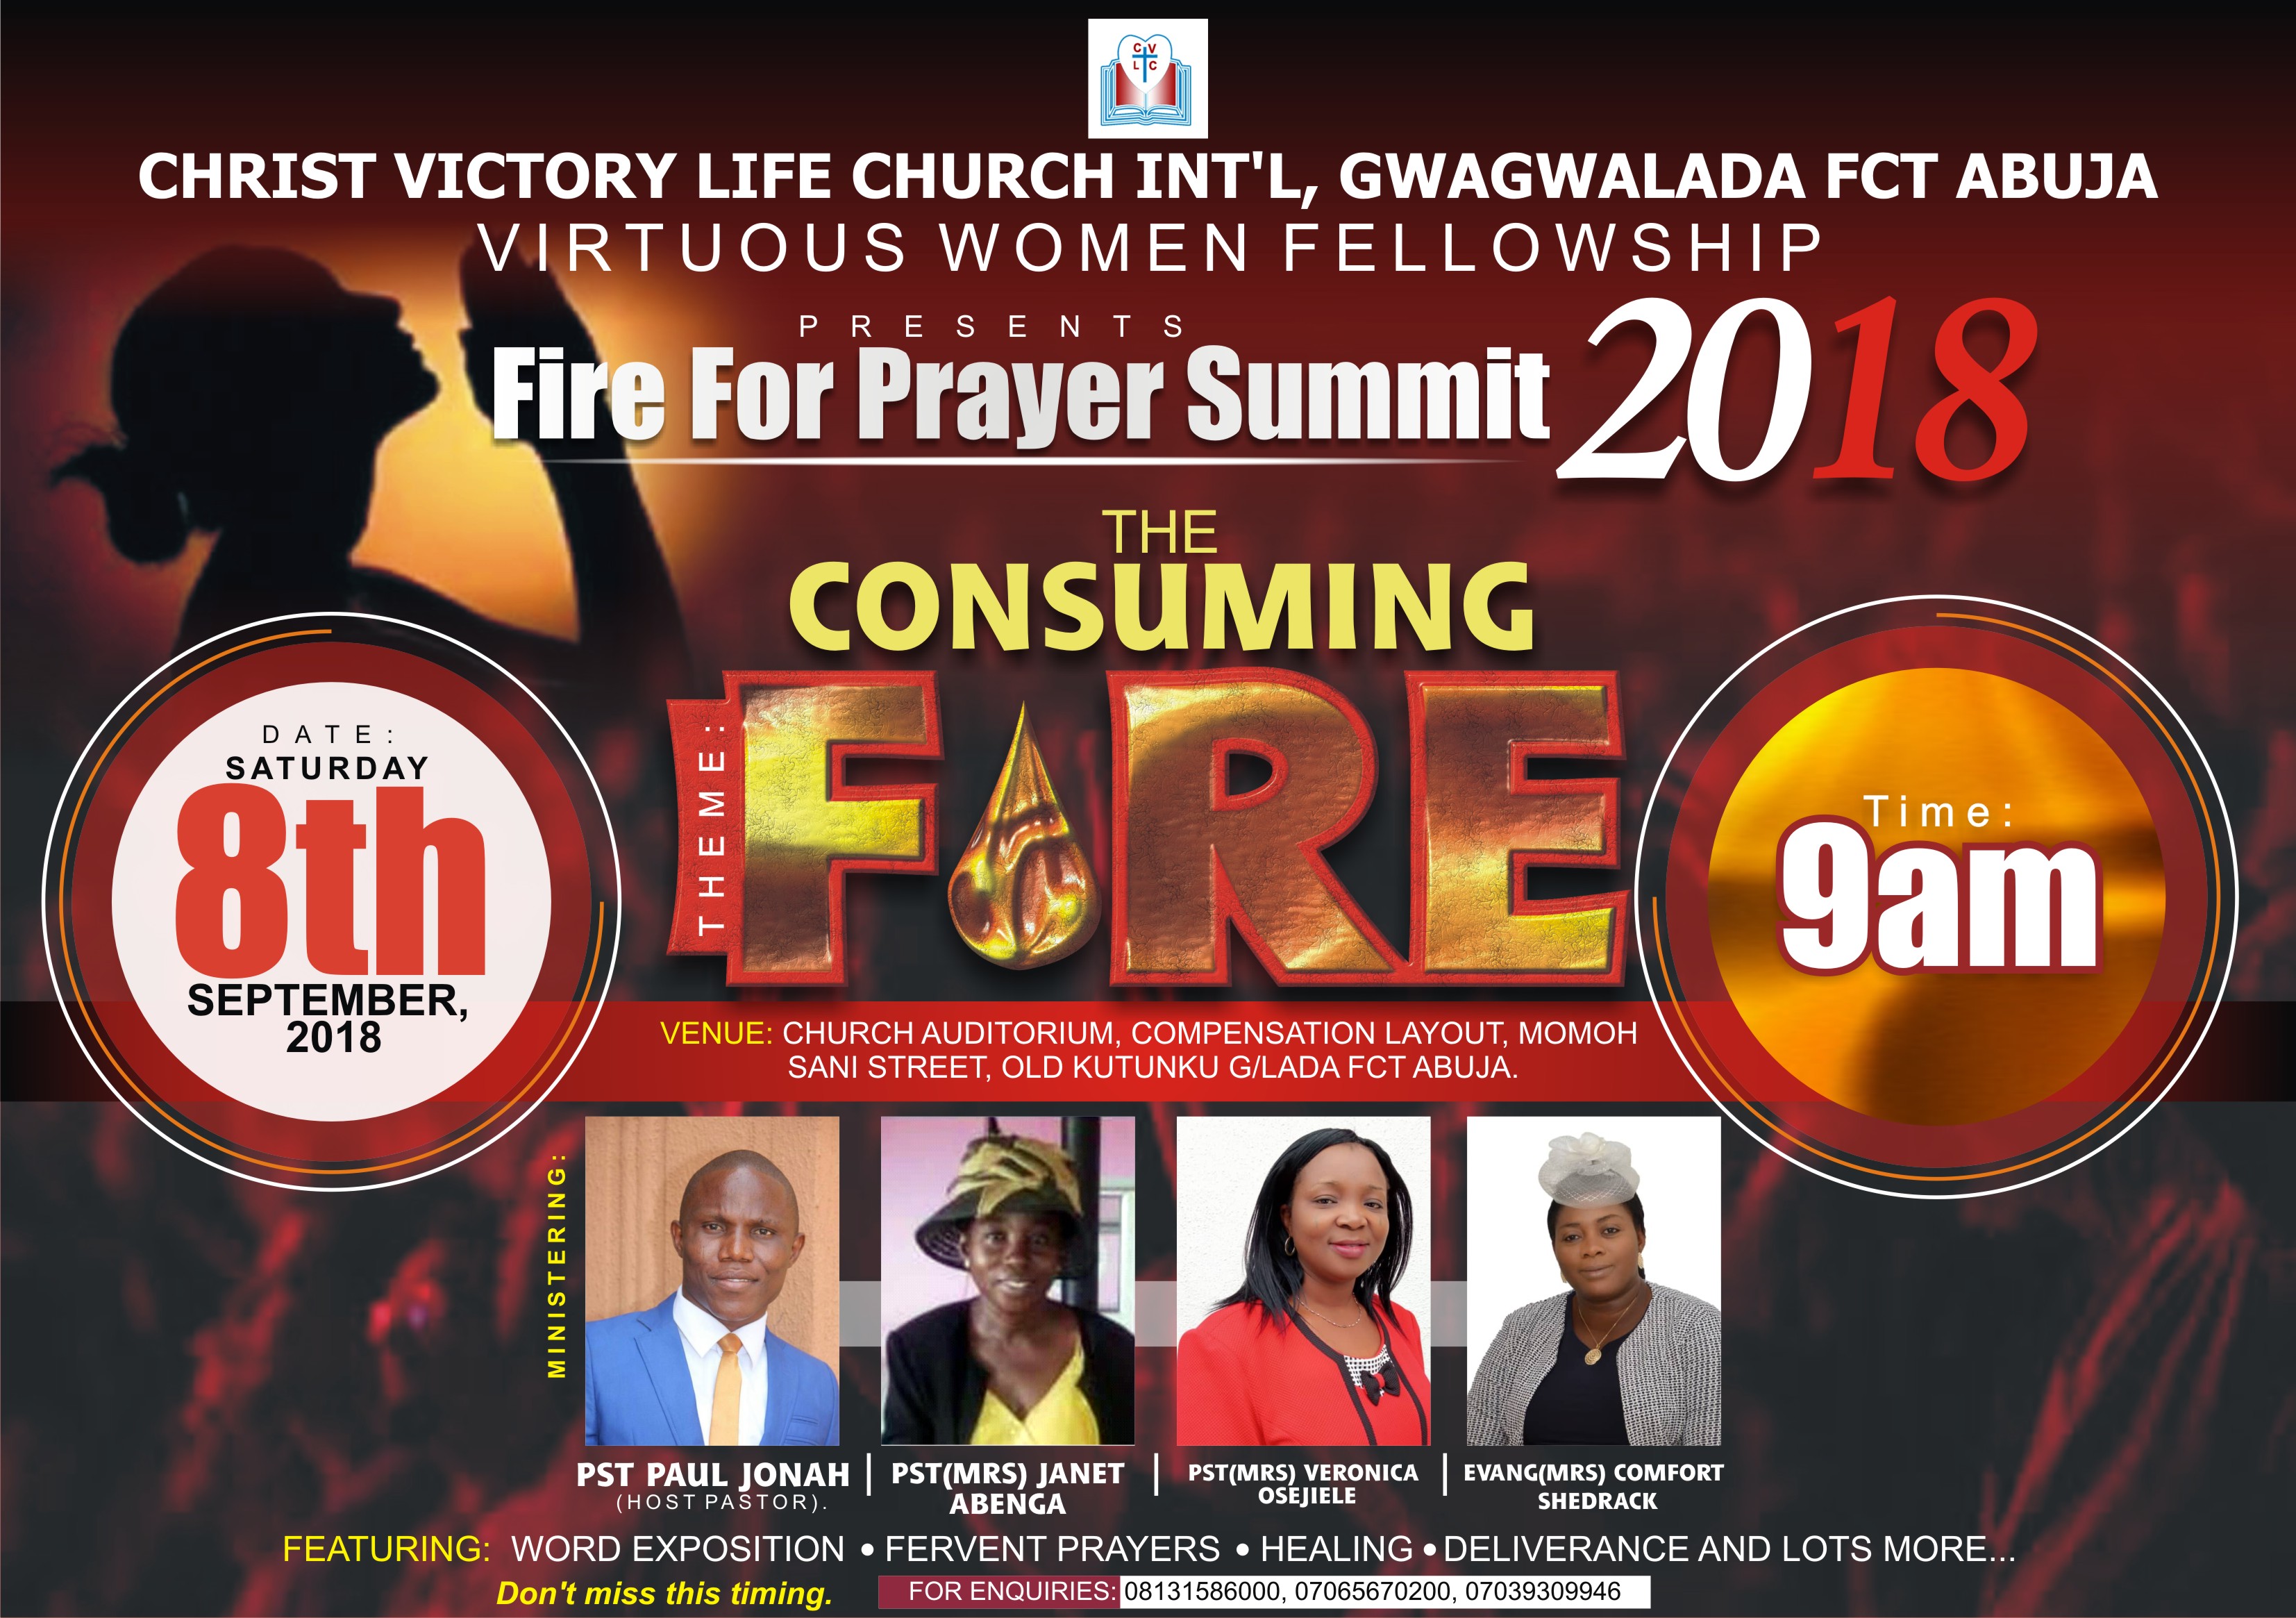 C V
L C
CHRIST VICTORY LIFE CHURCH INT'L, GWAGWALADA FCT ABUJA
VIRTUOUS WOMEN FELLOWSHIP
PRESENTS
Fire For Prayer Summit 2018
THE
CONSUMING
THEME:
FIRE
DATE:
SATURDAY
8th
SEPTEMBER,
2018
Time:
9am
VENUE: CHURCH AUDITORIUM, COMPENSATION LAYOUT, MOMOH
SANI STREET, OLD KUTUNKU G/LADA FCT ABUJA.
MINISTERING:
PST PAUL JONAH
(HOST PASTOR).
PST(MRS) JANET
ABENGA
PST(MRS) VERONICA
OSEJIELE
EVANG(MRS) COMFORT
SHEDRACK
FEATURING: WORD EXPOSITION • FERVENT PRAYERS • HEALING • DELIVERANCE AND LOTS MORE...
Don't miss this timing.
FOR ENQUIRIES: 08131586000, 07065670200, 07039309946